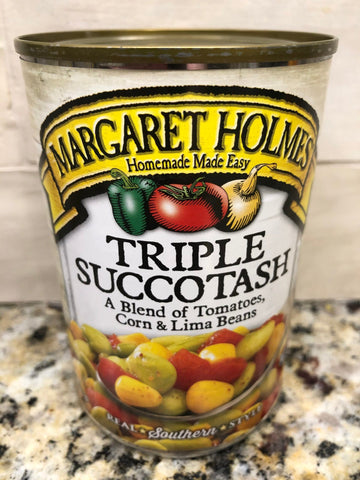 MARGARET HOLMES
Homemade Made Easy
TRIPLE
SUCCOTASH
A Blend of Tomatoes,
Corn & Lima Beans
REAL Southern STYLE